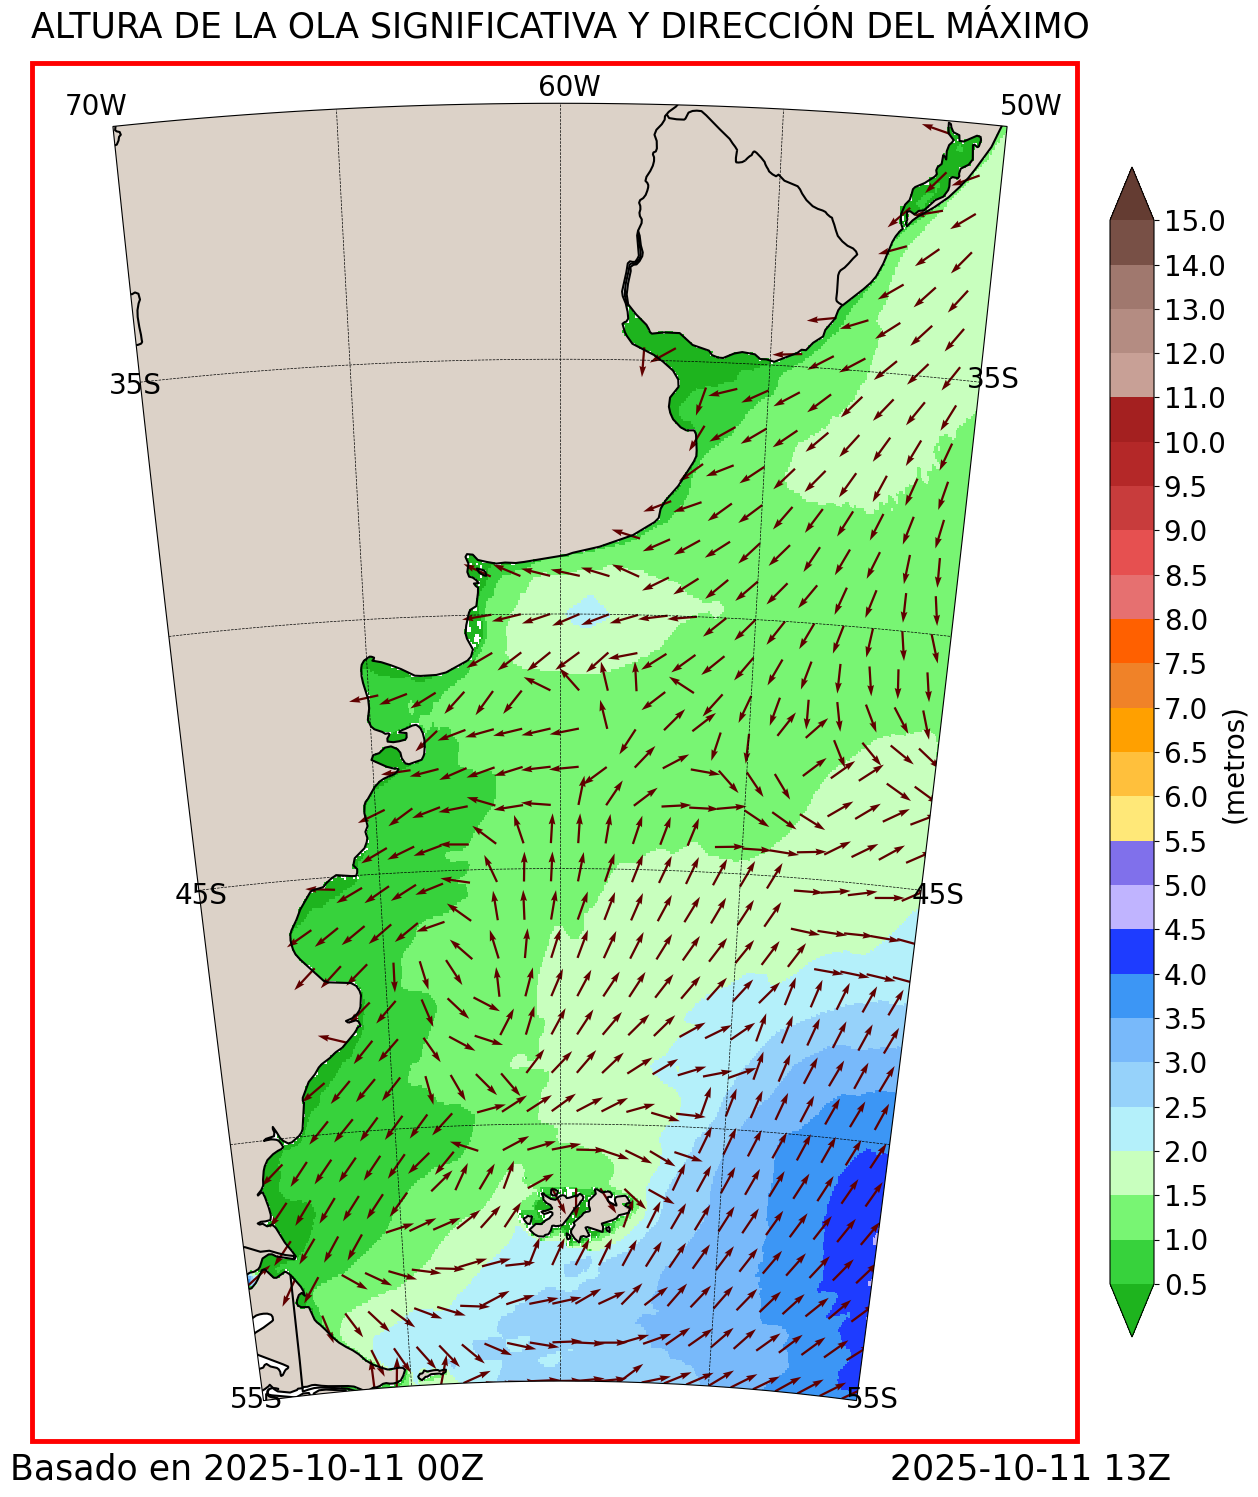 ALTURA DE LA OLA SIGNIFICATIVA Y DIRECCIÓN DEL MÁXIMO
70W
60W
50W
35S
35S
45S
45S
55S
55S
15.0
14.0
13.0
12.0
11.0
10.0
9.5
9.0
8.5
8.0
7.5
7.0
6.5
6.0
5.5
5.0
4.5
4.0
3.5
3.0
2.5
2.0
1.5
1.0
0.5
(metros)
Basado en 2025-10-11 00Z
2025-10-11 13Z